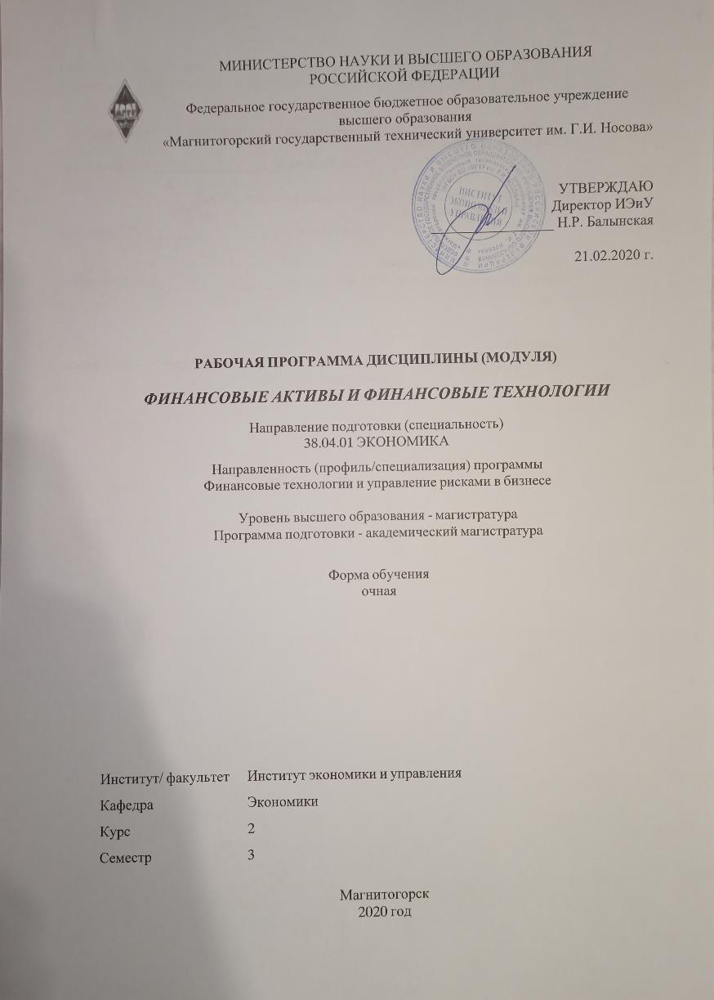 МИНИСТЕРСТВО НАУКИ И ВЫСШЕГО ОБРАЗОВАНИЯ
РОССИЙСКОЙ ФЕДЕРАЦИИ
Федеральное государственное бюджетное образовательное учреждение
высшего образования
«Магнитогорский государственный технический университет им. Г.И. Носова»
ИНСТИТУТ
ЭКОНОМИКИ И
УПРАВЛЕНИЯ
УТВЕРЖДАЮ
Директор ИЭиУ
Н.Р. Балынская
21.02.2020 г.
РАБОЧАЯ ПРОГРАММА ДИСЦИПЛИНЫ (МОДУЛЯ)
ФИНАНСОВЫЕ АКТИВЫ И ФИНАНСОВЫЕ ТЕХНОЛОГИИ
Направление подготовки (специальность)
38.04.01 ЭКОНОМИКА
Направленность (профиль/специализация) программы
Финансовые технологии и управление рисками в бизнесе
Уровень высшего образования - магистратура
Программа подготовки - академический магистратура
Форма обучения
очная
Институт/ факультет Институт экономики и управления
Кафедра Экономики
Курс 2
Семестр 3
Магнитогорск
2020 год